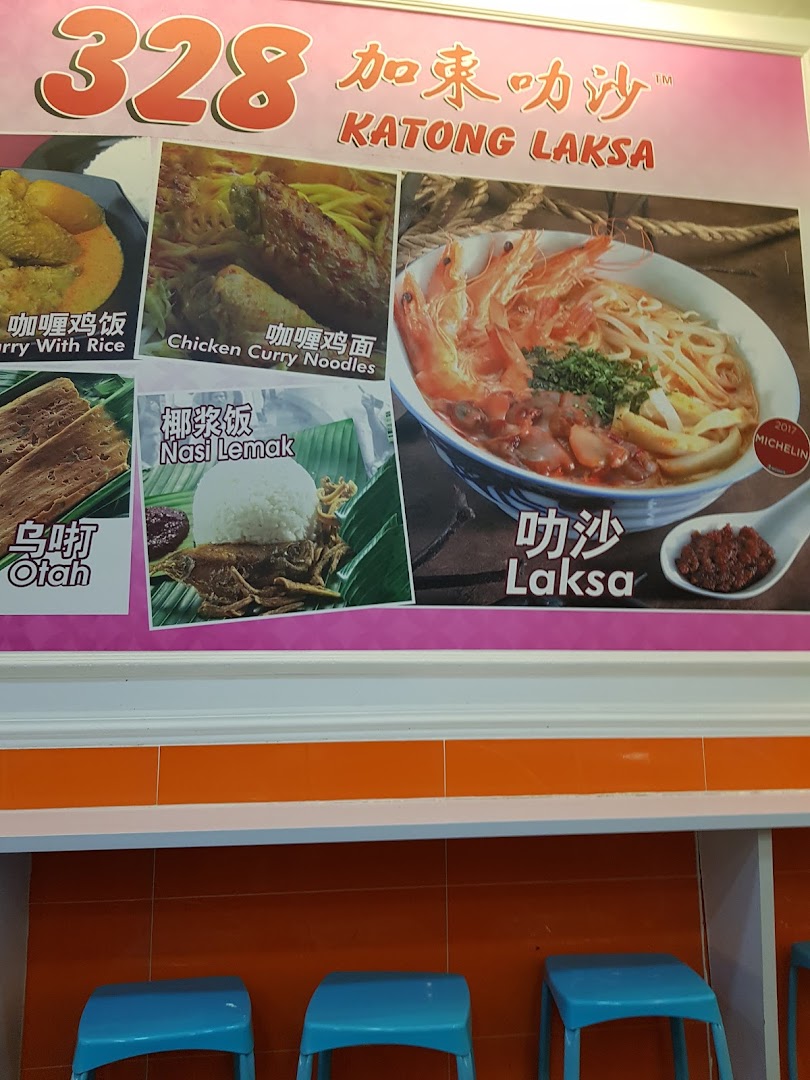 328 加東叻沙™
KATONG LAKSA
咖喱鸡饭
rry With Rice
咖喱鸡面
Chicken Curry Noodles
乌咑
Otah
椰浆饭
Nasi Lemak
叻沙
Laksa
2017
MICHELIN